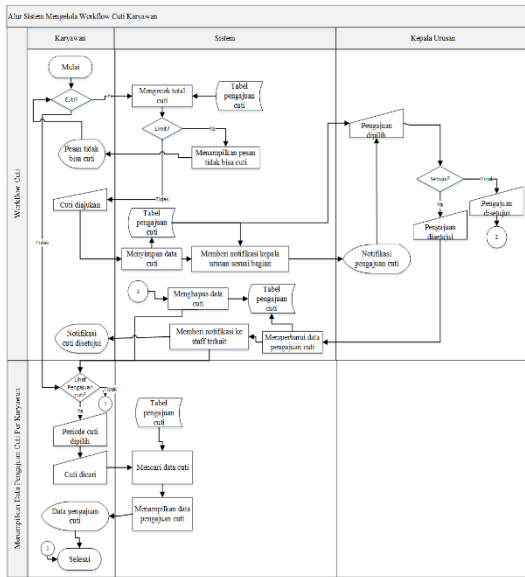 Alur Sistem Mengelola Workflow Cuti Karyawan
Karyawan
Sistem
Kepala Urusan
Workflow Cuti
Mulai
Cuti?
Ya
Mengecek total
cuti
Tabel
pengajuan
cuti
Limit?
Ya
Menampilkan pesan
tidak bisa cuti
Pesan tidak
bisa cuti
Tidak
Cuti diajukan
Tidak
Menyimpan data
cuti
Tabel
pengajuan
cuti
Memberi notifikasi kepala
urusan sesuai bagian
Notifikasi
pengajuan cuti
Pengajuan
dipilih
Setujui?
Tidak
Ya
Pengajuan
disetujui
Pengajuan
disetujui
2
2
Menghapus data
cuti
Tabel
pengajuan
cuti
Memperbarui data
pengajuan cuti
Memberi notifikasi ke
staff terkait
Notifikasi
cuti disetujui
Menampilkan Data Pengajuan Cuti Per Karyawan
Lihat
Pengajuan
cuti?
Tidak
1
Ya
Periode cuti
dipilih
Cuti dicari
Tabel
pengajuan
cuti
Mencari data cuti
Menampilkan data
pengajuan cuti
Data pengajuan
cuti
1
Selesai